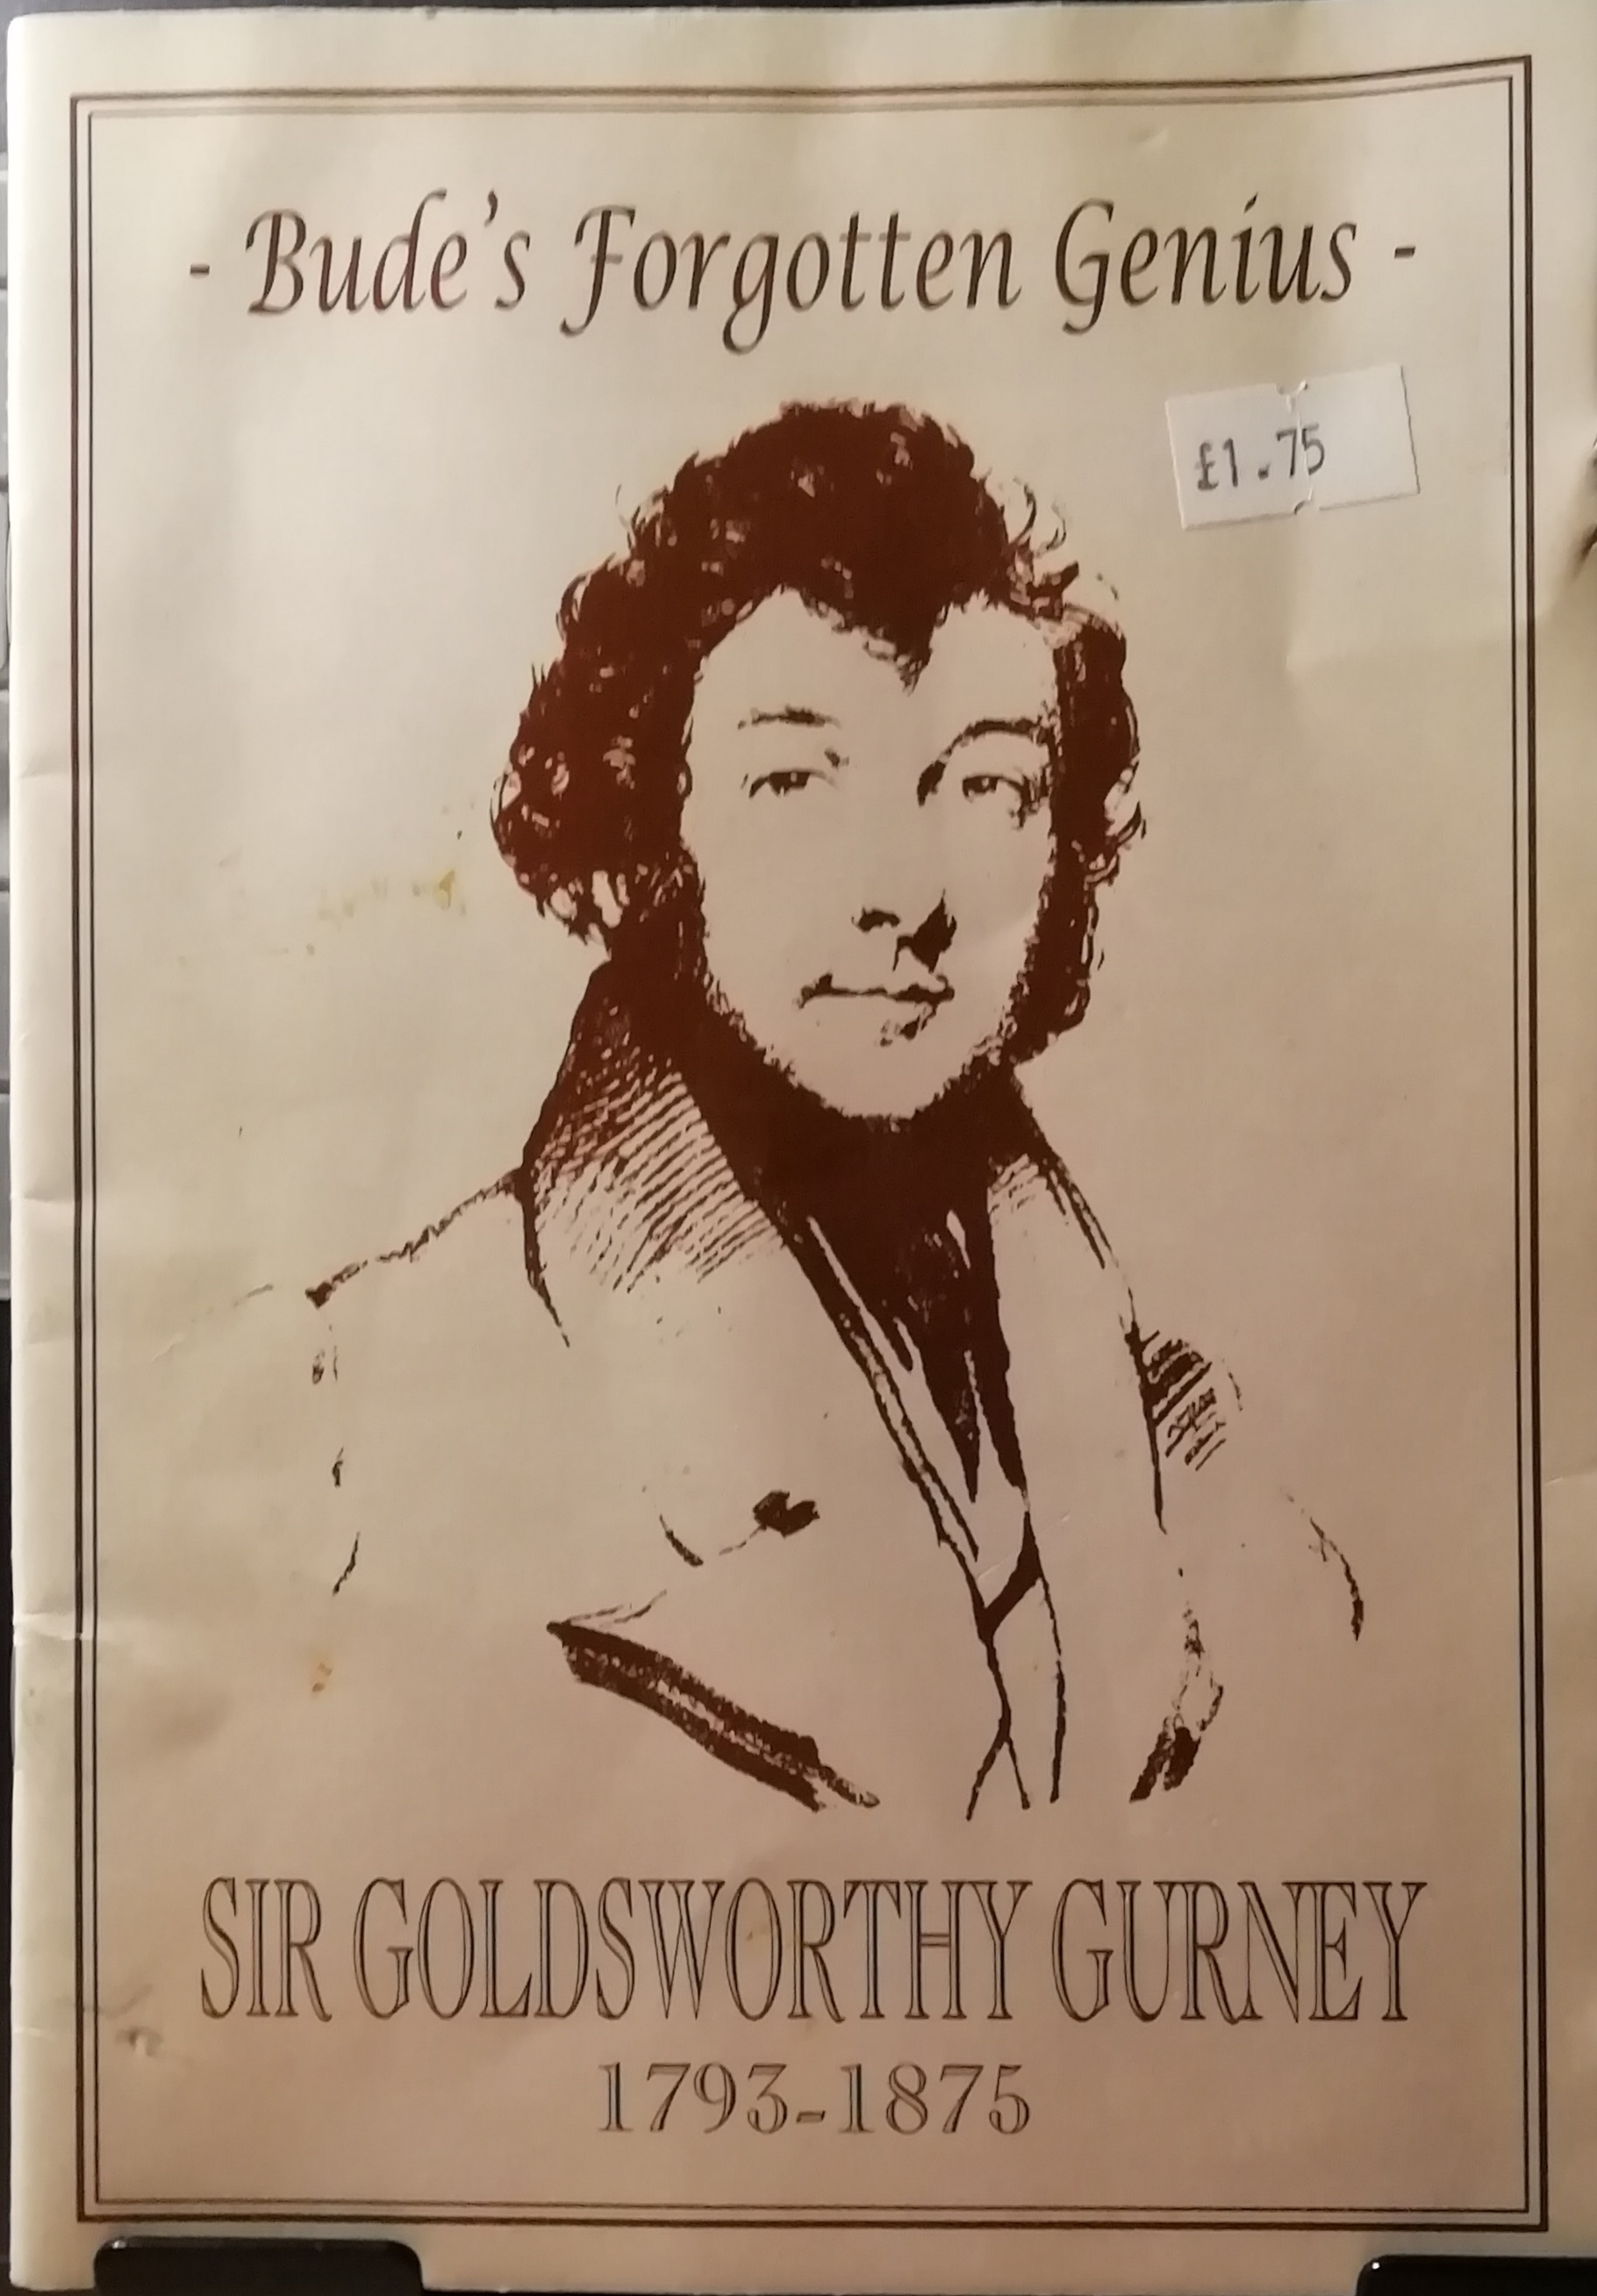 - Bude's Forgotten Genius -
£1.75
SIR GOLDSWORTHY GURNEY
1793-1875